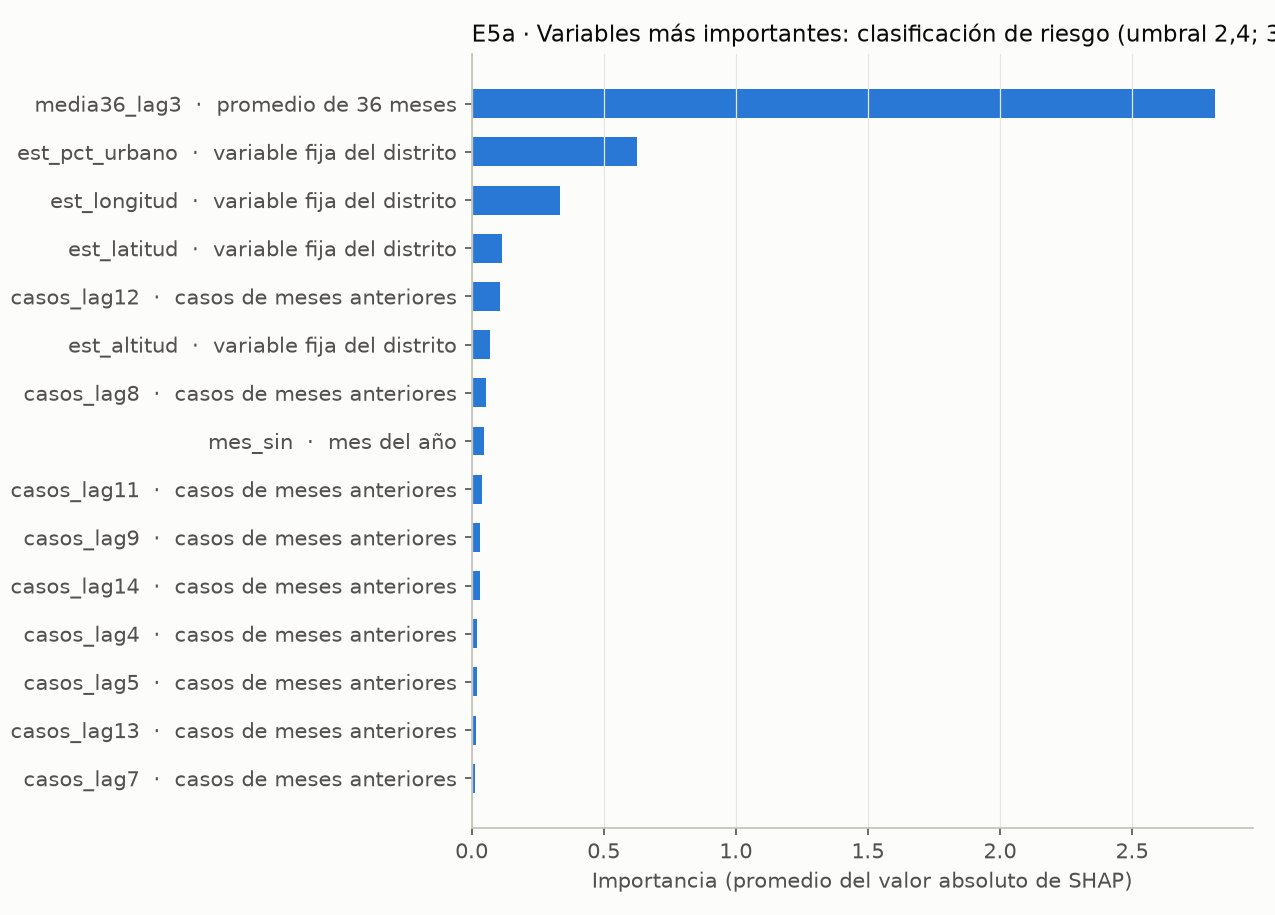 E5a · Variables más importantes: clasificación de riesgo (umbral 2,4; 3
media36_lag3 · promedio de 36 meses
est_pct_urbano · variable fija del distrito
est_longitud · variable fija del distrito
est_latitud · variable fija del distrito
casos_lag12 · casos de meses anteriores
est_altitud · variable fija del distrito
casos_lag8 · casos de meses anteriores
mes_sin · mes del año
casos_lag11 · casos de meses anteriores
casos_lag9 · casos de meses anteriores
casos_lag14 · casos de meses anteriores
casos_lag4 · casos de meses anteriores
casos_lag5 · casos de meses anteriores
casos_lag13 · casos de meses anteriores
casos_lag7 · casos de meses anteriores
0.0 0.5 1.0 1.5 2.0 2.5
Importancia (promedio del valor absoluto de SHAP)